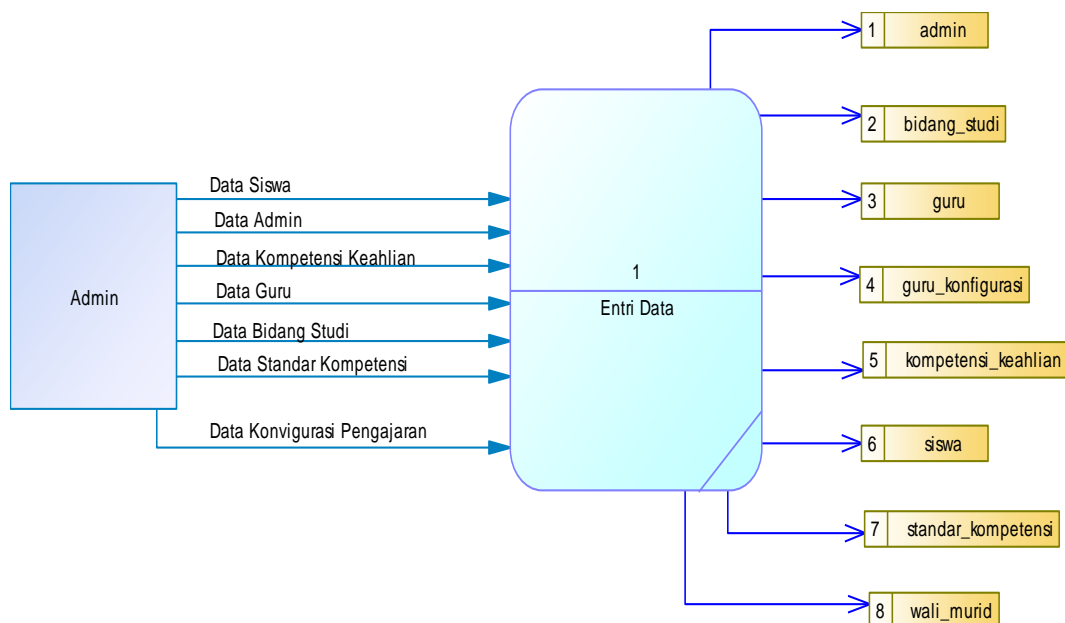 Admin
Data Siswa
Data Admin
Data Kompetensi Keahlian
Data Guru
Data Bidang Studi
Data Standar Kompetensi
Data Konvigurasi Pengajaran
1
Entri Data
1 admin
2 bidang_studi
3 guru
4 guru_konfigurasi
5 kompetensi_keahlian
6 siswa
7 standar_kompetensi
8 wali_murid